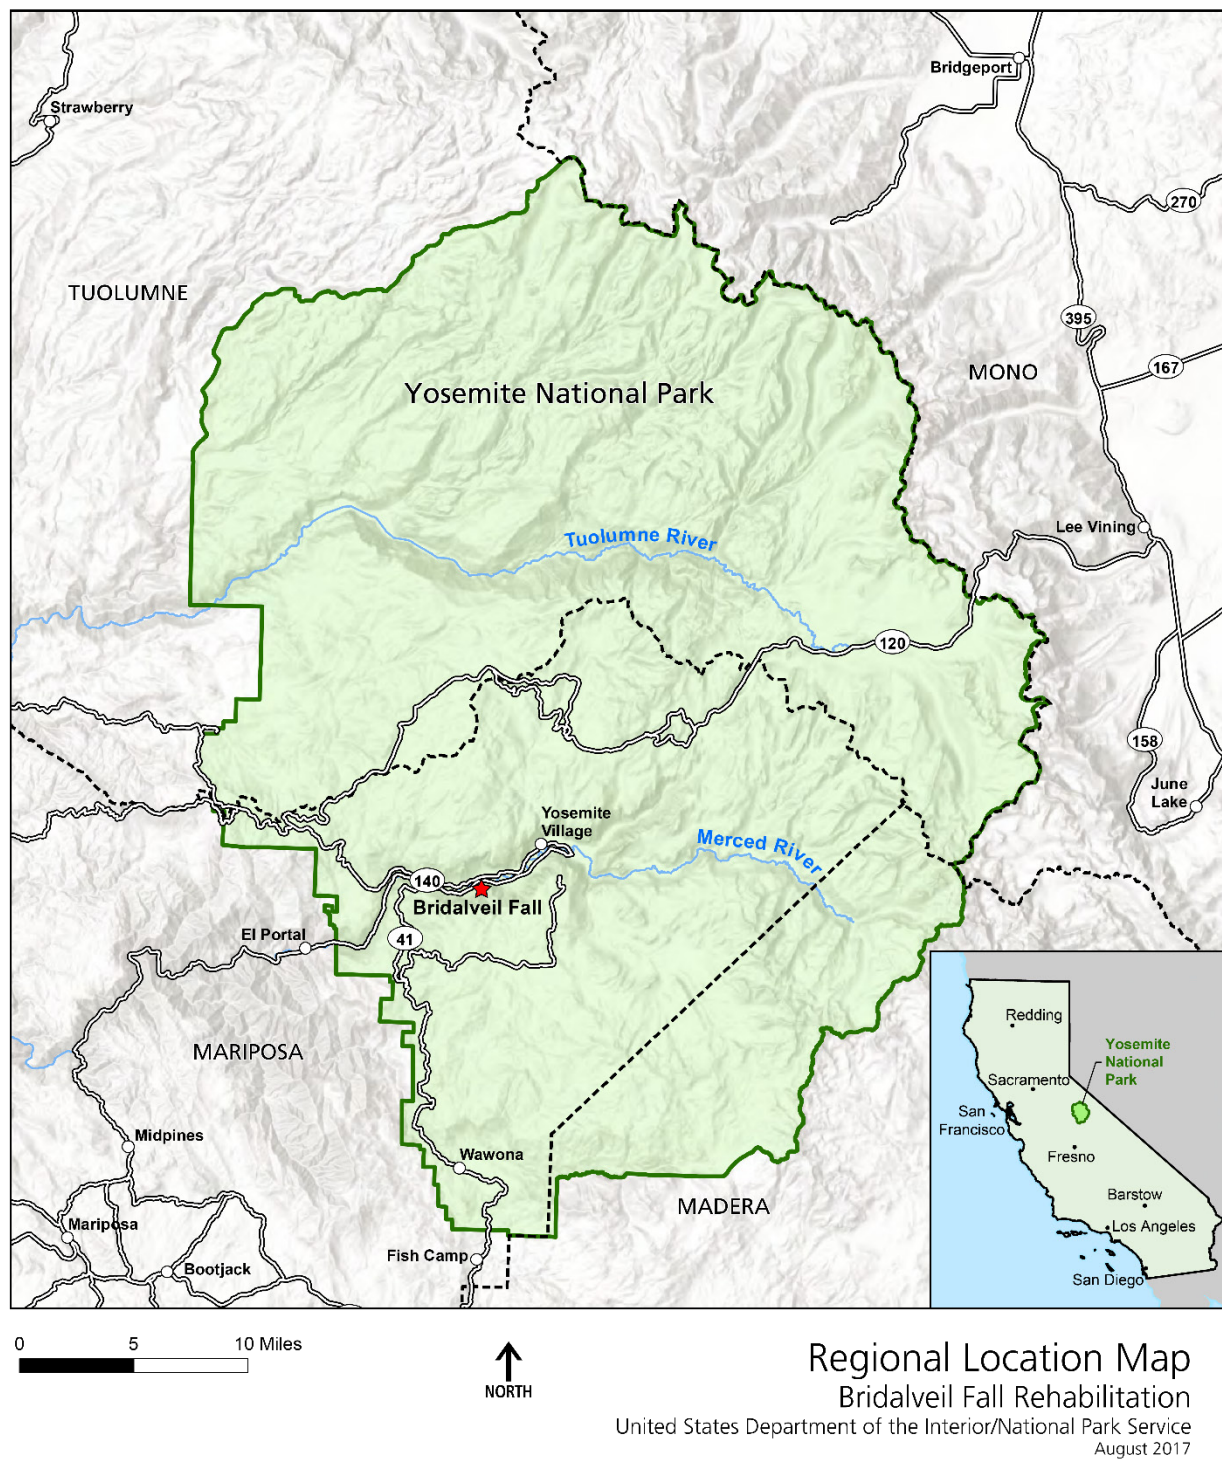 Bridgeport
Strawberry
270
TUOLUMNE
395
MONO
167
Yosemite National Park
Lee Vining
Tuolumne River
120
158
June
Lake
Yosemite
Village
Merced River
140
Bridalveil Fall
El Portal
41
MARIPOSA
Midpines
Wawona
Mariposa
MADERA
Fish Camp
Bootjack
Redding
Yosemite
National
Park
Sacramento
San
Francisco
Fresno
Barstow
Los Angeles
San Diego
0 5 10 Miles
NORTH
Regional Location Map
Bridalveil Fall Rehabilitation
United States Department of the Interior/National Park Service
August 2017